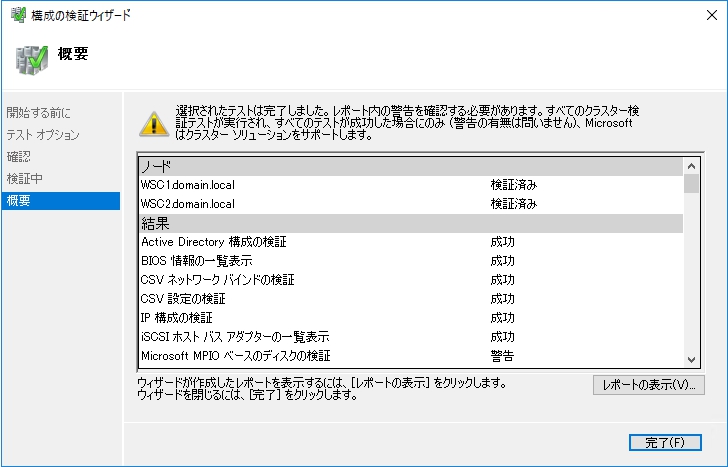 構成の検証ウィザード
概要
開始する前に
テスト オプション
確認
検証中
概要
選択されたテストは完了しました。レポート内の警告を確認する必要があります。すべてのクラスター検
証テストが実行され、すべてのテストが成功した場合にのみ (警告の有無は問いません)、Microsoft
はクラスター ソリューションをサポートします。
ノード
WSC1.domain.local 検証済み
WSC2.domain.local 検証済み
結果
Active Directory 構成の検証 成功
BIOS 情報の一覧表示 成功
CSV ネットワーク バインドの検証 成功
CSV 設定の検証 成功
IP 構成の検証 成功
iSCSI ホスト バス アダプターの一覧表示 成功
Microsoft MPIO ベースのディスクの検証 警告
ウィザードが作成したレポートを表示するには、[レポートの表示] をクリックします。
ウィザードを閉じるには、[完了] をクリックします。
レポートの表示(V)...
完了(F)